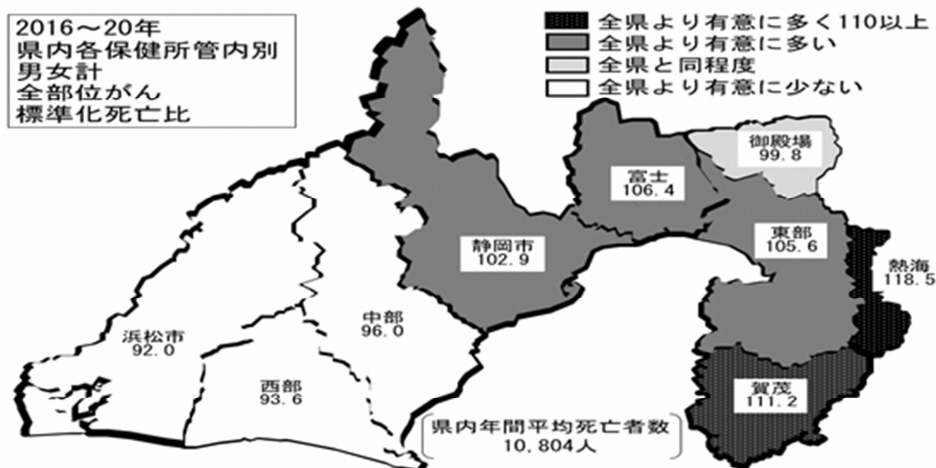 2016～20年
県内各保健所管内別
男女計
全部位がん
標準化死亡比
全県より有意に多く110以上
全県より有意に多い
全県と同程度
全県より有意に少ない
御殿場
99.8
富士
106.4
東部
105.6
静岡市
102.9
熱海
118.5
中部
96.0
浜松市
92.0
西部
93.6
賀茂
111.2
県内年間平均死亡者数
10,804人